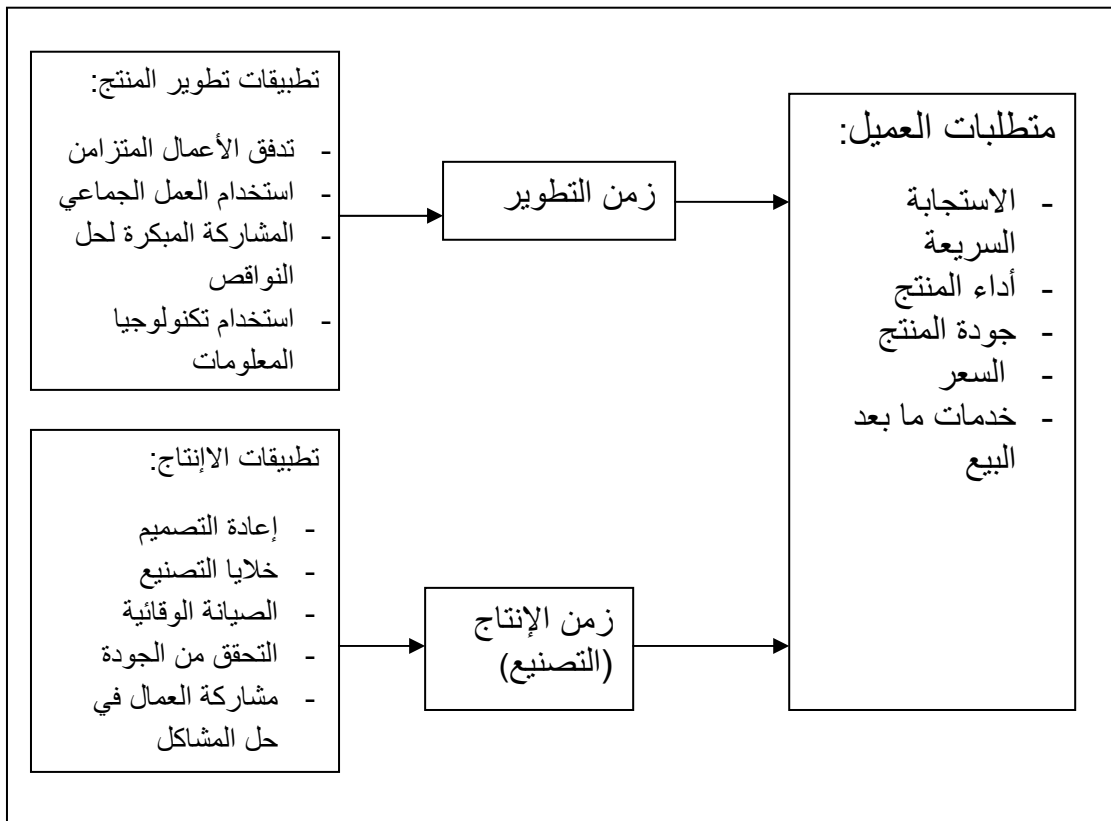 تطبيقات تطوير المنتج:
- تدفق الأعمال المتزامن
- استخدام العمل الجماعي
- المشاركة المبكرة لحل
النواقص
- استخدام تكنولوجيا
المعلومات
زمن التطوير
متطلبات العميل:
- الاستجابة
السريعة
- أداء المنتج
- جودة المنتج
- السعر
- خدمات ما بعد
البيع
تطبيقات الاإنتاج:
- إعادة التصميم
- خلايا التصنيع
- الصيانة الوقائية
- التحقق من الجودة
- مشاركة العمال في
حل المشاكل
زمن الإنتاج
(التصنيع)